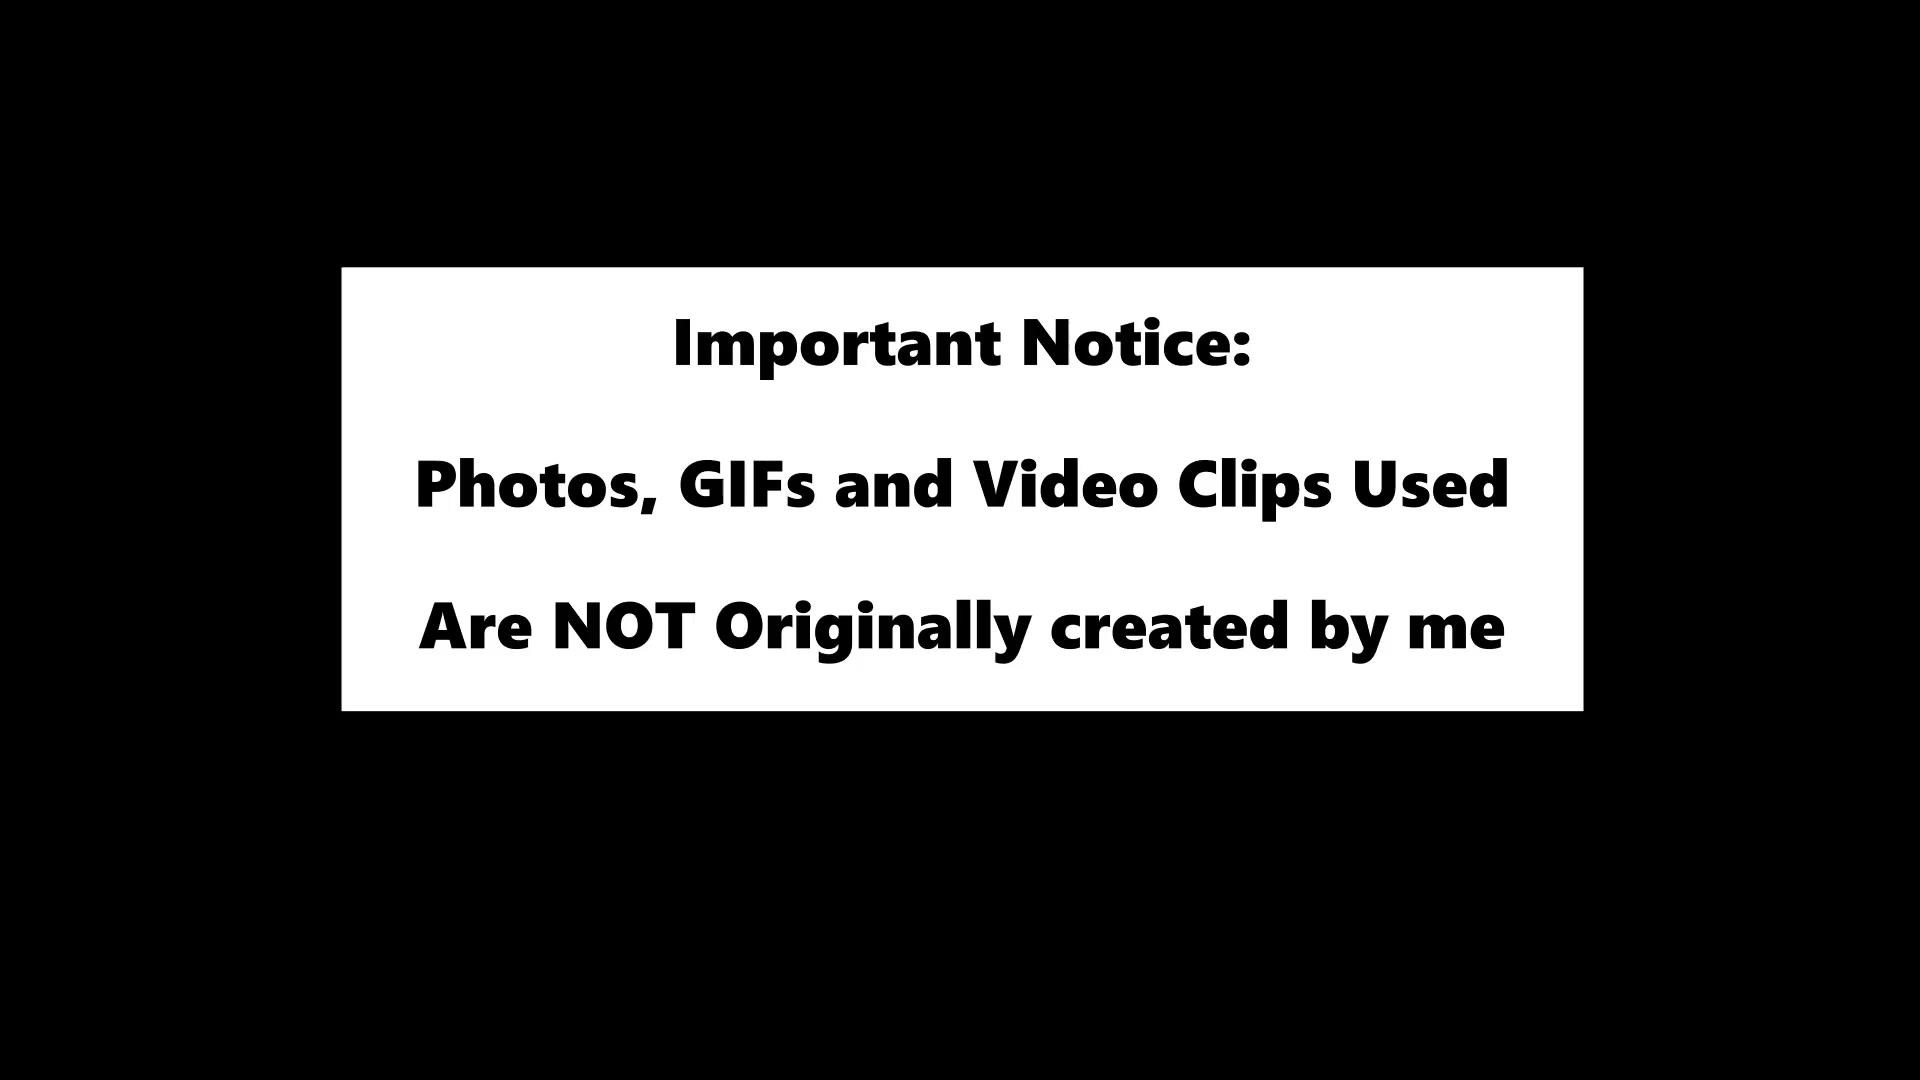 Important Notice:
Photos, GIFs and Video Clips Used
Are NOT Originally created by me